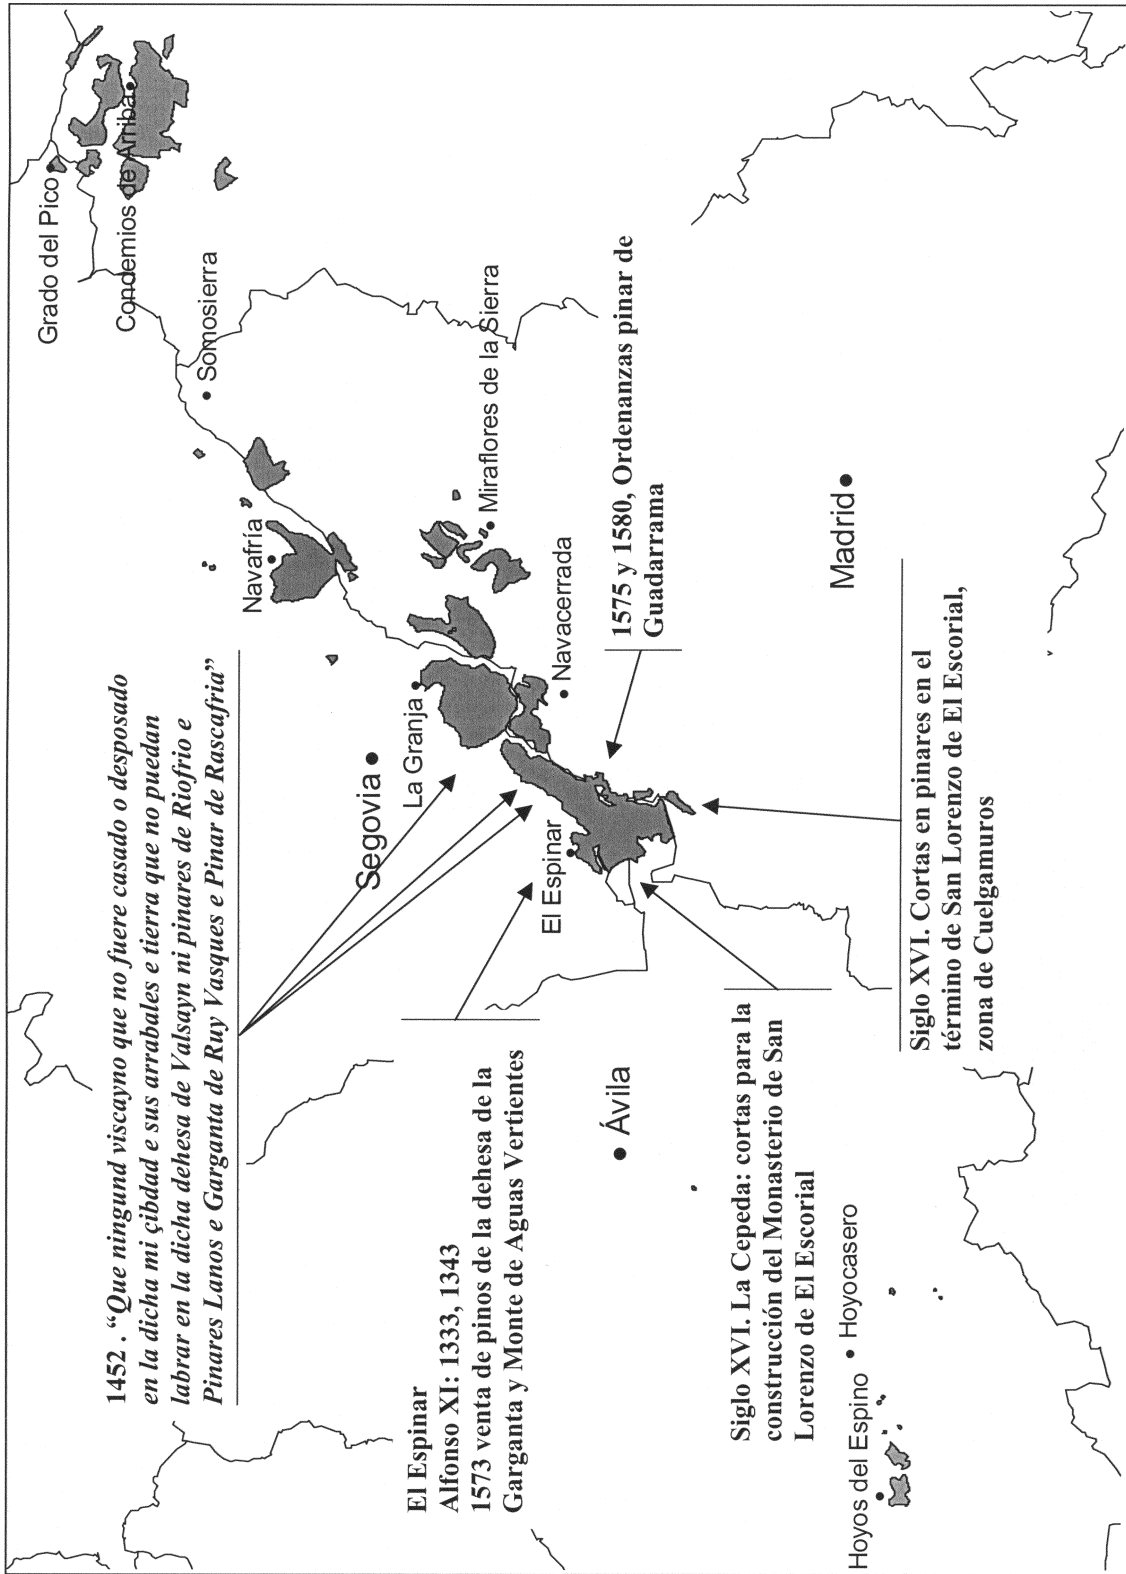 1452 . “Que ningund viscayno que no fuere casado o desposado
en la dicha mi çibdad e sus arrabales e tierra que no puedan
labrar en la dicha dehesa de Valsayn ni pinares de Riofrio e
Pinares Lanos e Garganta de Ruy Vasques e Pinar de Rascafria”
Grado del Pico
Condemios de Arriba
Somosierra
Navafría
Miraflores de la Sierra
Segovia
La Granja
Navacerrada
El Espinar
El Espinar
Alfonso XI: 1333, 1343
1573 venta de pinos de la dehesa de la
Garganta y Monte de Aguas Vertientes
1575 y 1580, Ordenanzas pinar de
Guadarrama
Ávila
Madrid
Siglo XVI. La Cepeda: cortas para la
construcción del Monasterio de San
Lorenzo de El Escorial
Hoyocasero
Hoyos del Espino
Siglo XVI. Cortas en pinares en el
término de San Lorenzo de El Escorial,
zona de Cuelgamuros